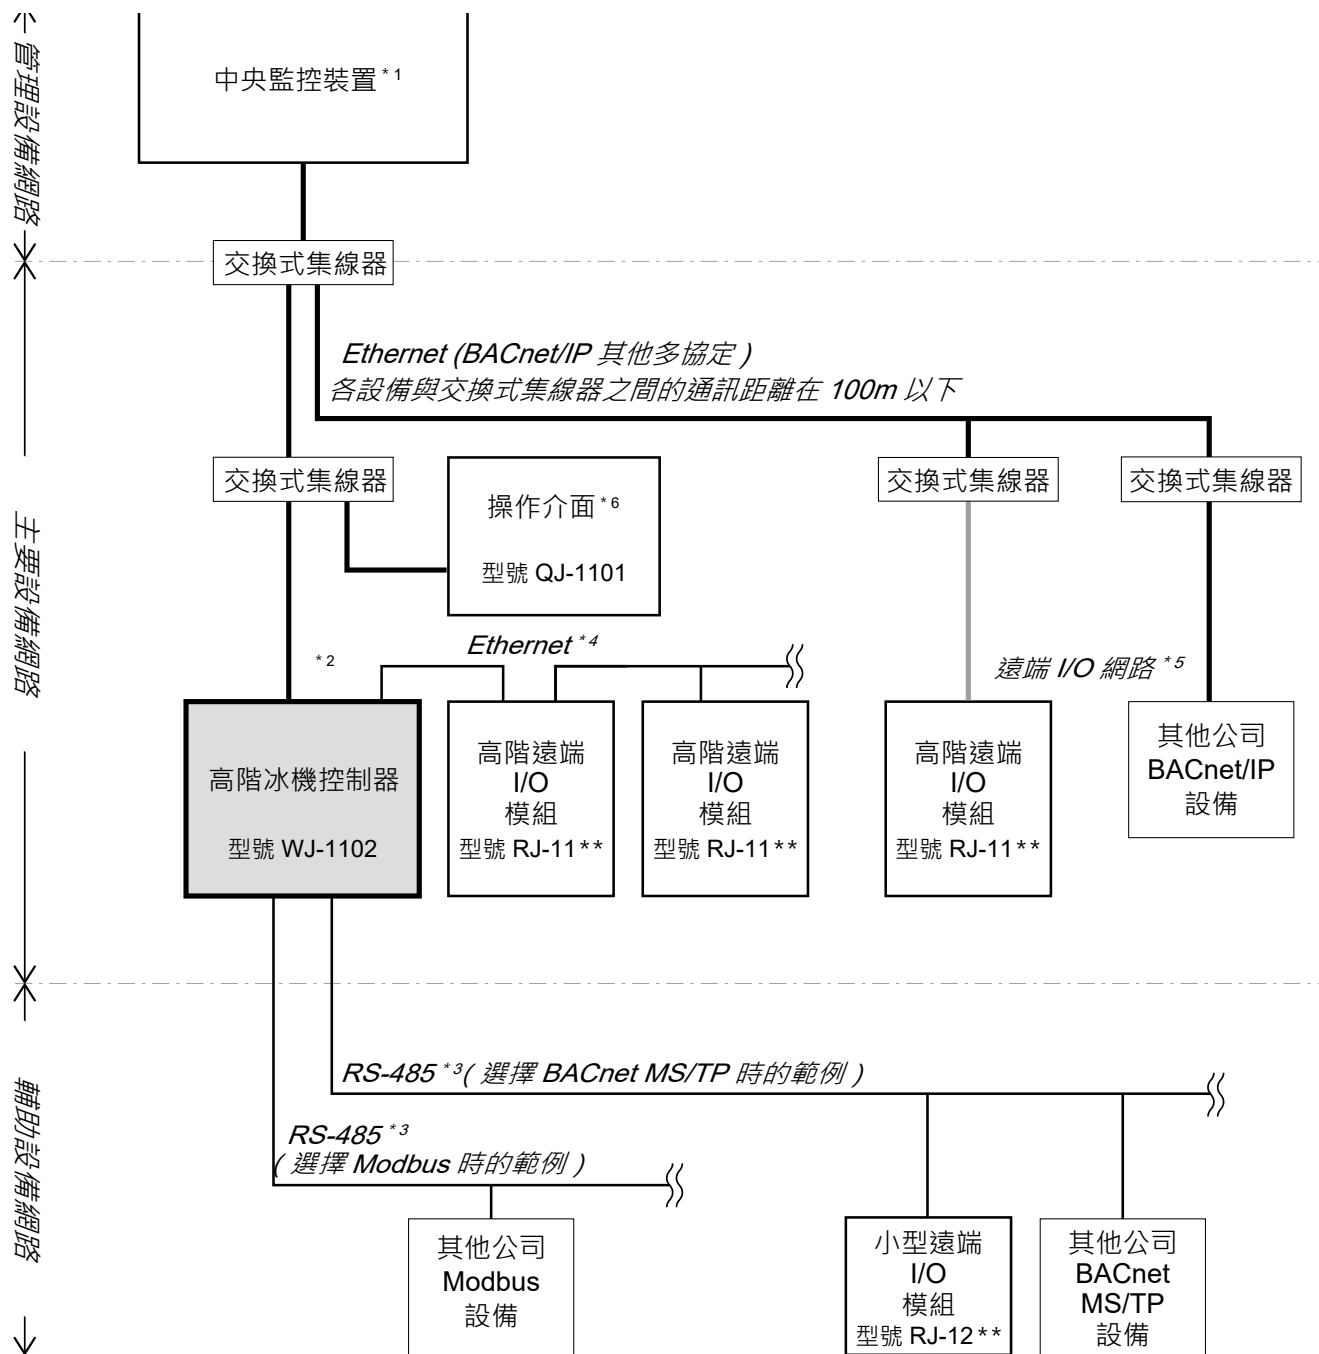 管理設備網路
中央監控裝置*1
交換式集線器
Ethernet (BACnet/IP 其他多協定)
各設備與交換式集線器之間的通訊距離在 100m 以下
主要設備網路
交換式集線器
操作介面*6
型號 QJ-1101
交換式集線器
交換式集線器
*2
Ethernet*4
遠端 I/O 網路*5
高階冰機控制器
型號 WJ-1102
高階遠端
I/O
模組
型號 RJ-11**
高階遠端
I/O
模組
型號 RJ-11**
高階遠端
I/O
模組
型號 RJ-11**
其他公司
BACnet/IP
設備
輔助設備網路
RS-485*3(選擇 BACnet MS/TP 時的範例)
RS-485*3
(選擇 Modbus 時的範例)
其他公司
Modbus
設備
小型遠端
I/O
模組
型號 RJ-12**
其他公司
BACnet
MS/TP
設備